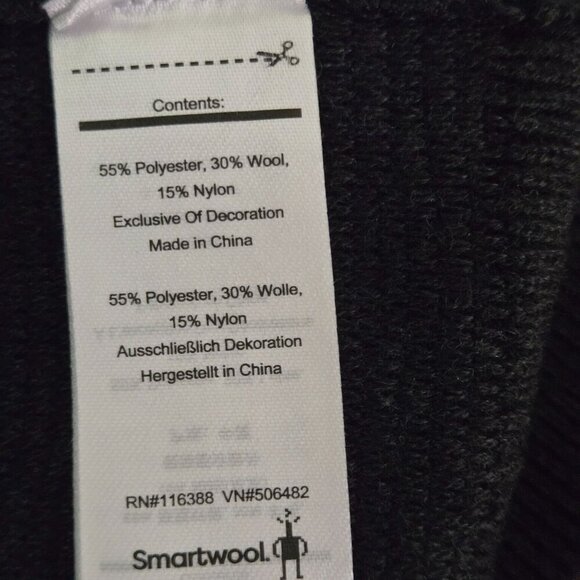 Contents:
55% Polyester, 30% Wool,
15% Nylon
Exclusive Of Decoration
Made in China
55% Polyester, 30% Wolle,
15% Nylon
Ausschließlich Dekoration
Hergestellt in China
RN#116388 VN#506482
Smartwool.